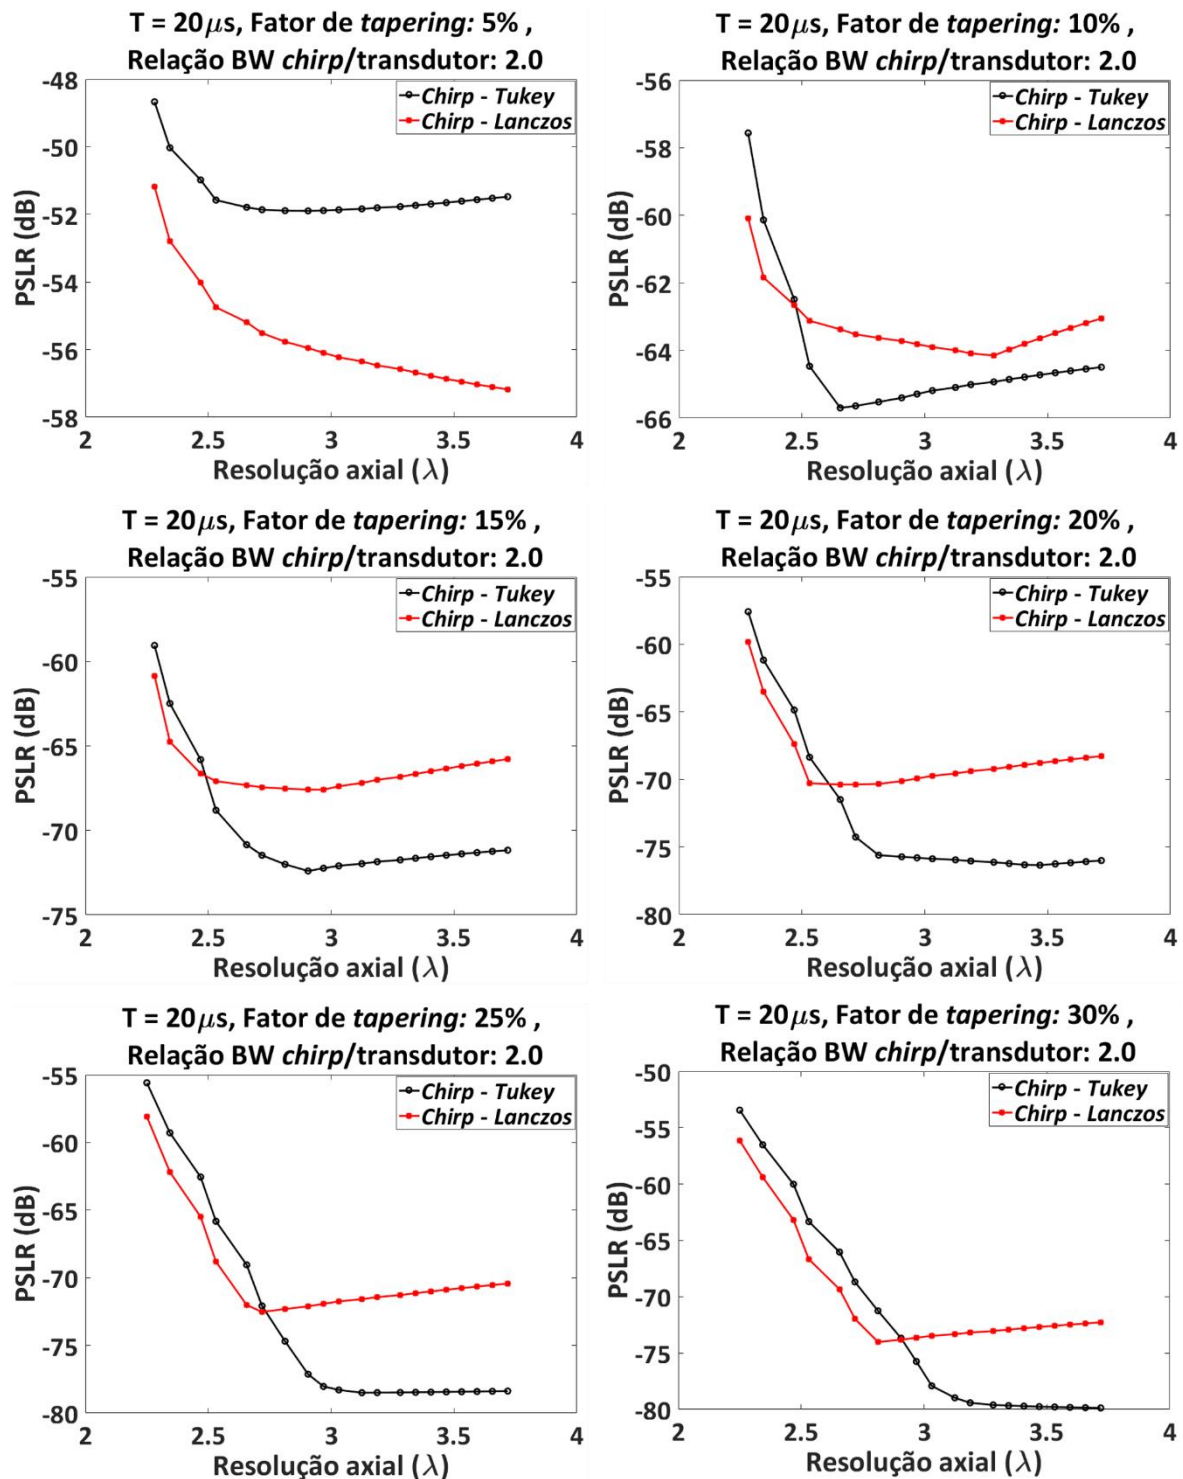 T = 20μs, Fator de tapering: 5% ,
Relação BW chirp/transdutor: 2.0
-48
-50
-52
-54
-56
-58
PSLR (dB)
Chirp - Tukey
Chirp - Lanczos
2
2.5
3
3.5
4
Resolução axial (λ)
T = 20μs, Fator de tapering: 10% ,
Relação BW chirp/transdutor: 2.0
-56
-58
-60
-62
-64
-66
PSLR (dB)
Chirp - Tukey
Chirp - Lanczos
2
2.5
3
3.5
4
Resolução axial (λ)
T = 20μs, Fator de tapering: 15% ,
Relação BW chirp/transdutor: 2.0
-55
-60
-65
-70
-75
PSLR (dB)
Chirp - Tukey
Chirp - Lanczos
2
2.5
3
3.5
4
Resolução axial (λ)
T = 20μs, Fator de tapering: 20% ,
Relação BW chirp/transdutor: 2.0
-55
-60
-65
-70
-75
-80
PSLR (dB)
Chirp - Tukey
Chirp - Lanczos
2
2.5
3
3.5
4
Resolução axial (λ)
T = 20μs, Fator de tapering: 25% ,
Relação BW chirp/transdutor: 2.0
-55
-60
-65
-70
-75
-80
PSLR (dB)
Chirp - Tukey
Chirp - Lanczos
2
2.5
3
3.5
4
Resolução axial (λ)
T = 20μs, Fator de tapering: 30% ,
Relação BW chirp/transdutor: 2.0
-50
-55
-60
-65
-70
-75
-80
PSLR (dB)
Chirp - Tukey
Chirp - Lanczos
2
2.5
3
3.5
4
Resolução axial (λ)